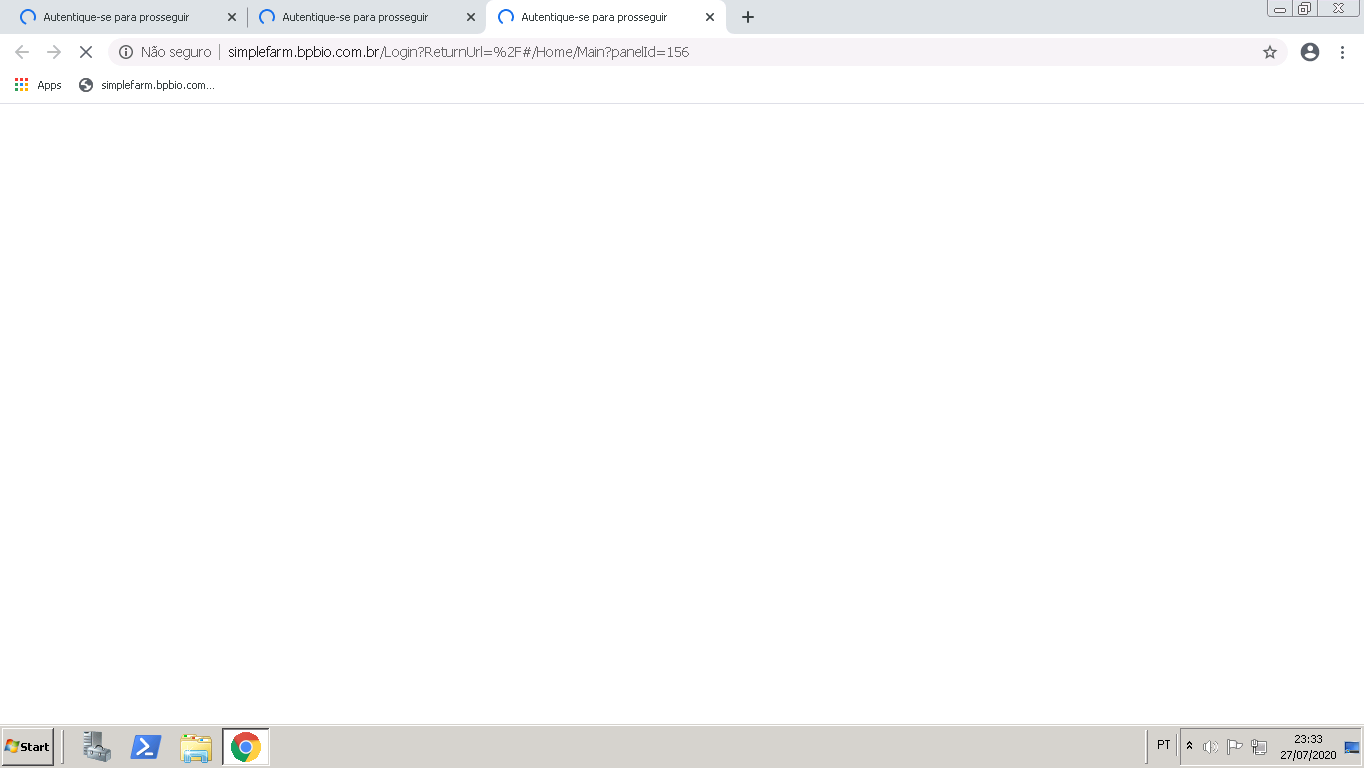 Autentique-se para prosseguir
Autentique-se para prosseguir
Autentique-se para prosseguir
Não seguro
simplefarm.bpbio.com.br/Login?ReturnUrl=%2F#/Home/Main?panelId=156
Apps
simplefarm.bpbio.com...
Start
PT
23:33
27/07/2020